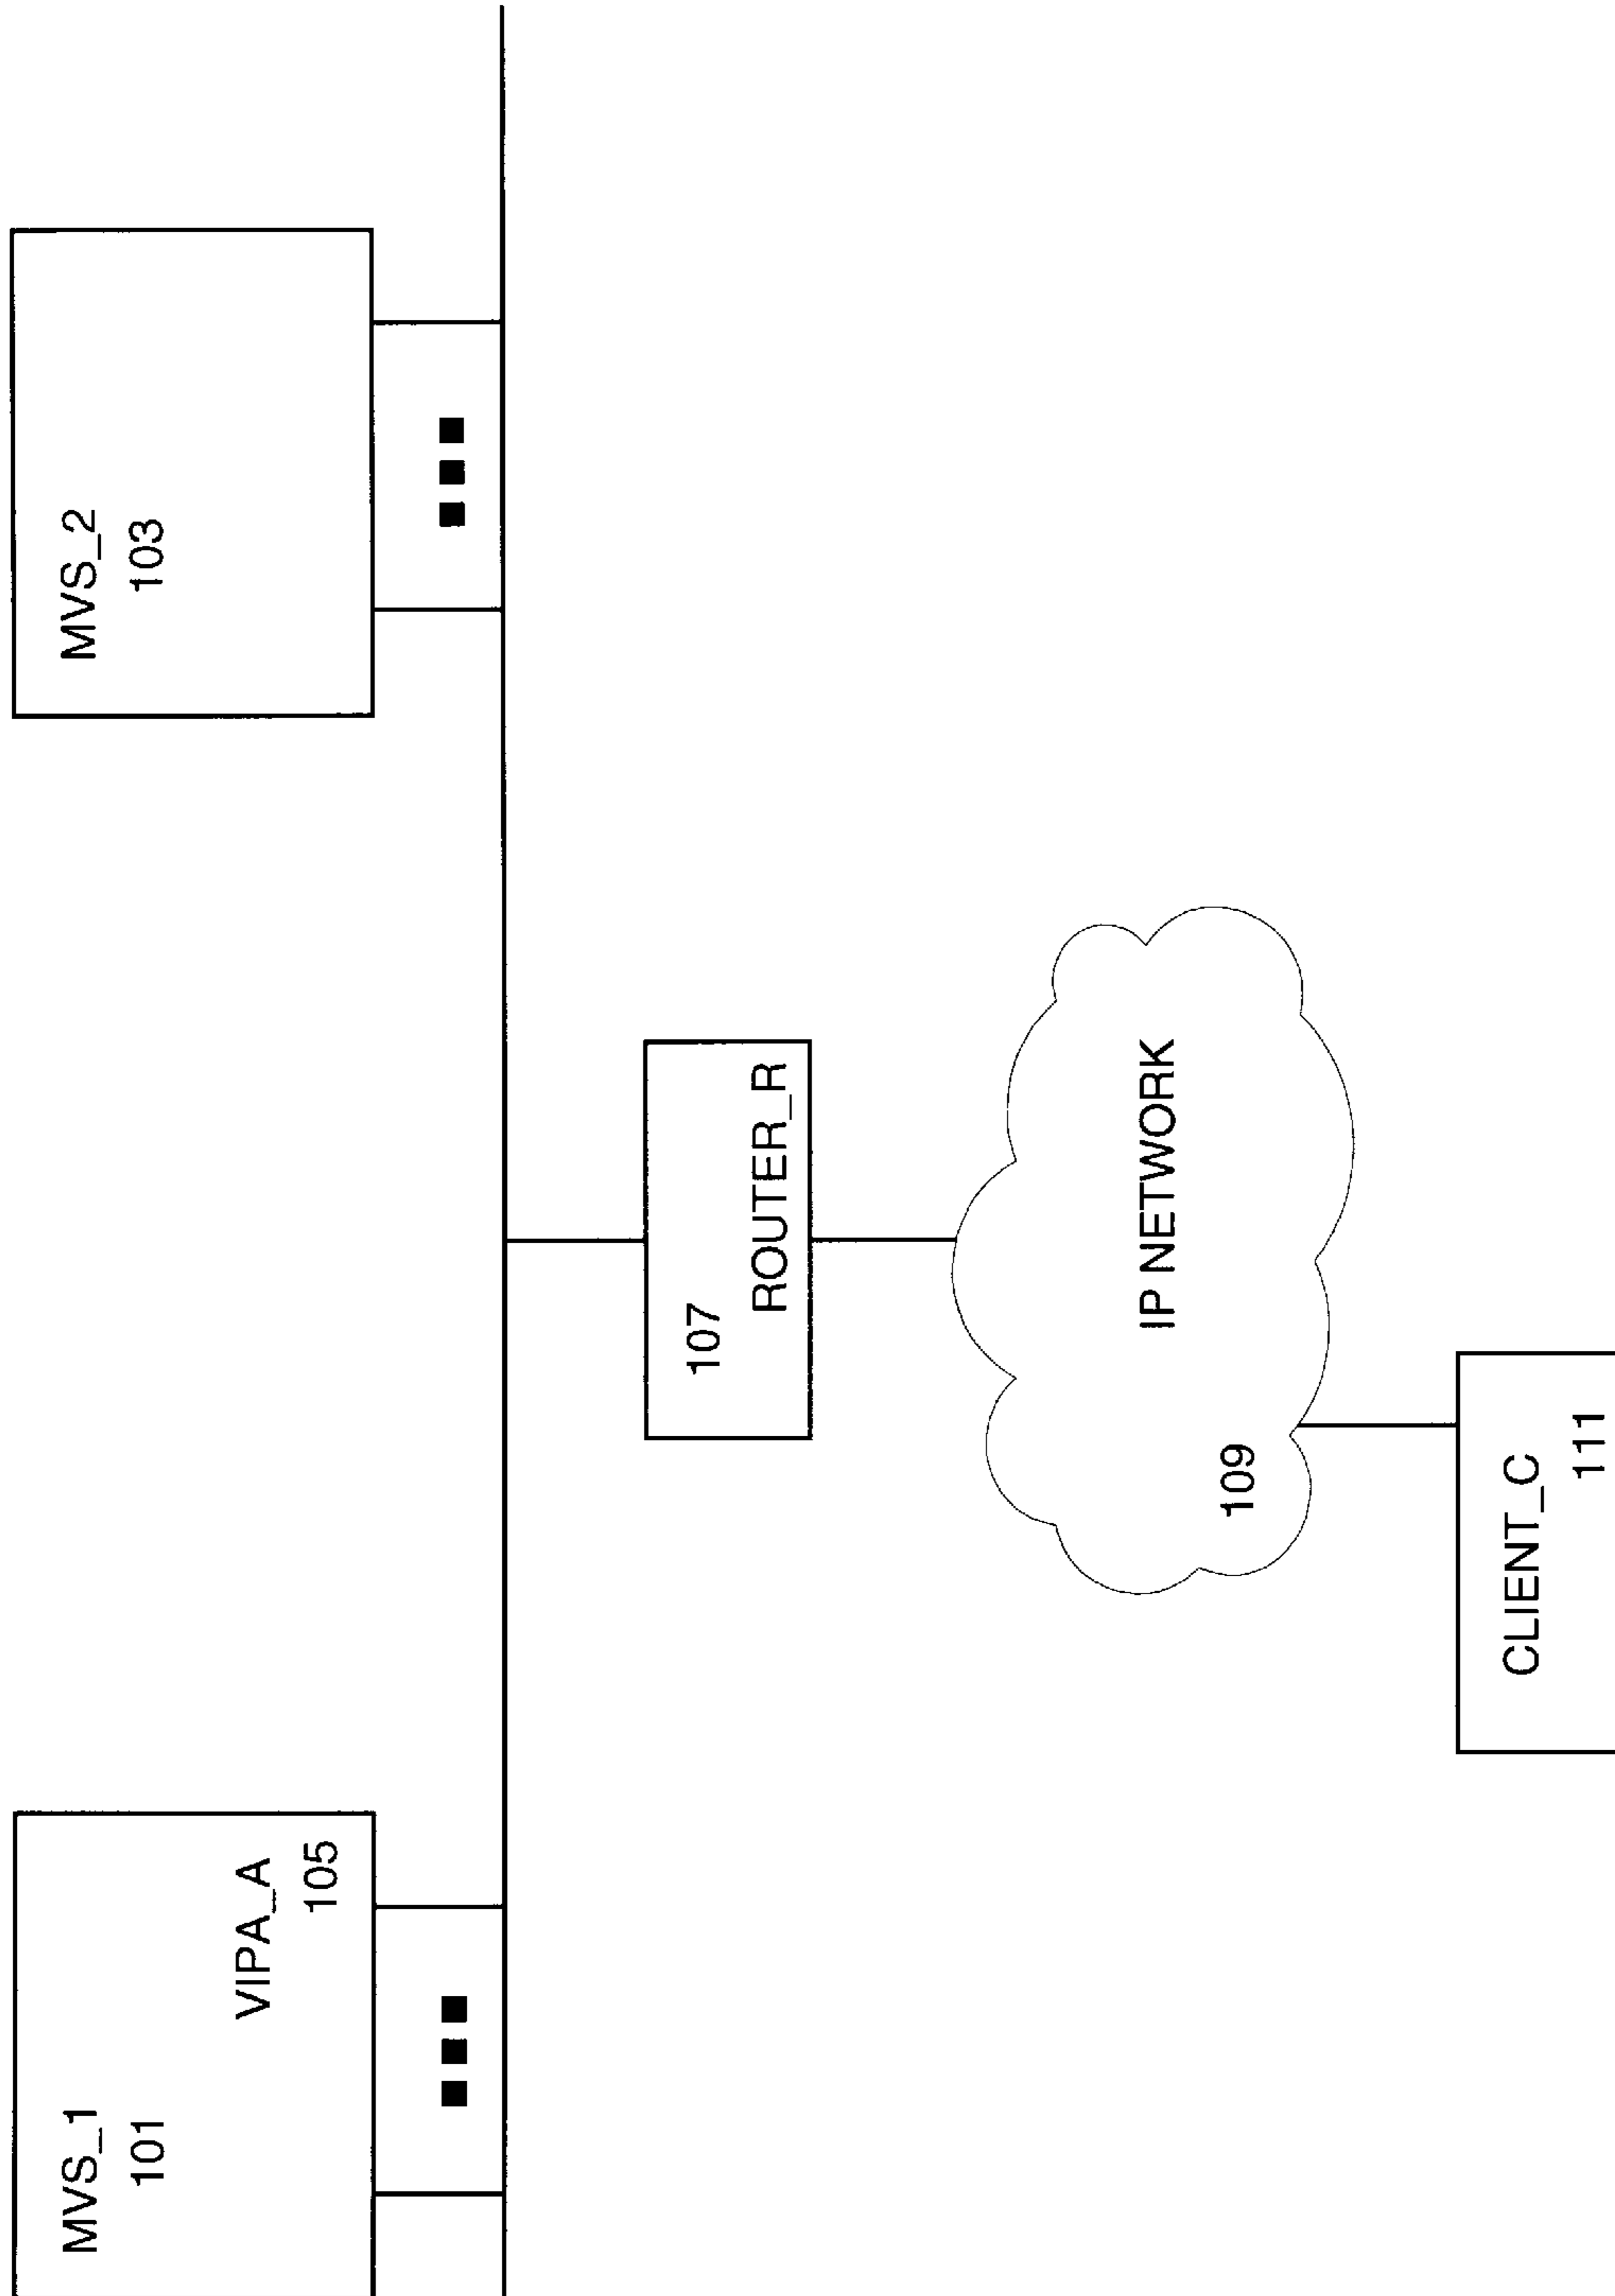 MVS_1
101
VIPA_A
105
MVS_2
103
107
ROUTER_R
IP NETWORK
109
CLIENT_C
111